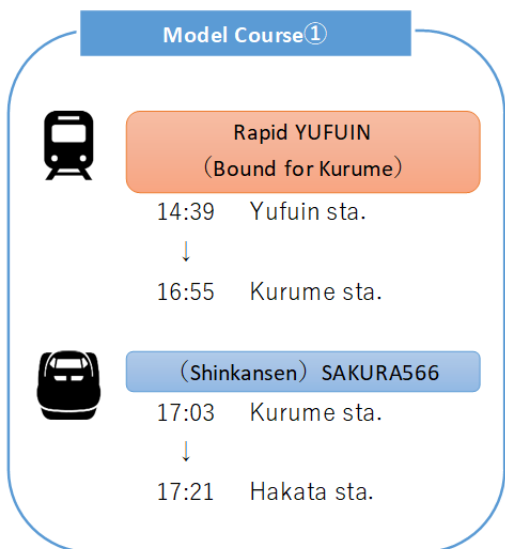 Model Course①
Rapid YUFUIN
（Bound for Kurume）
14:39 Yufuin sta.
↓
16:55 Kurume sta.
（Shinkansen）SAKURA566
17:03 Kurume sta.
↓
17:21 Hakata sta.